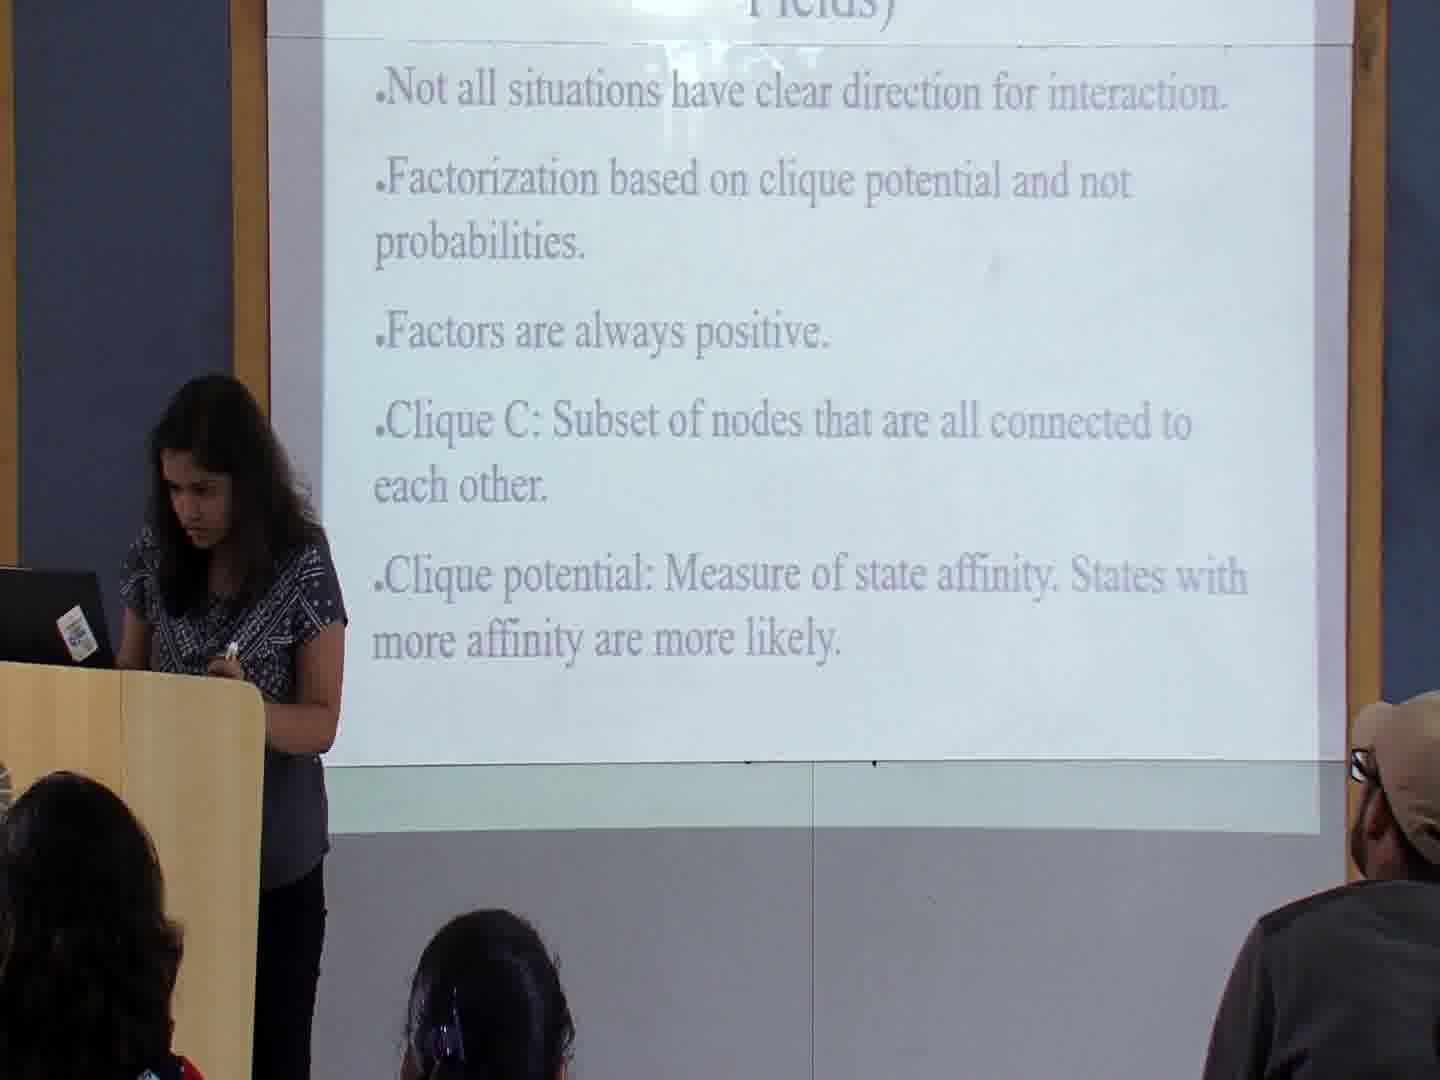 Fields)
•Not all situations have clear direction for interaction.
•Factorization based on clique potential and not
probabilities.
•Factors are always positive.
•Clique C: Subset of nodes that are all connected to
each other.
•Clique potential: Measure of state affinity. States with
more affinity are more likely.